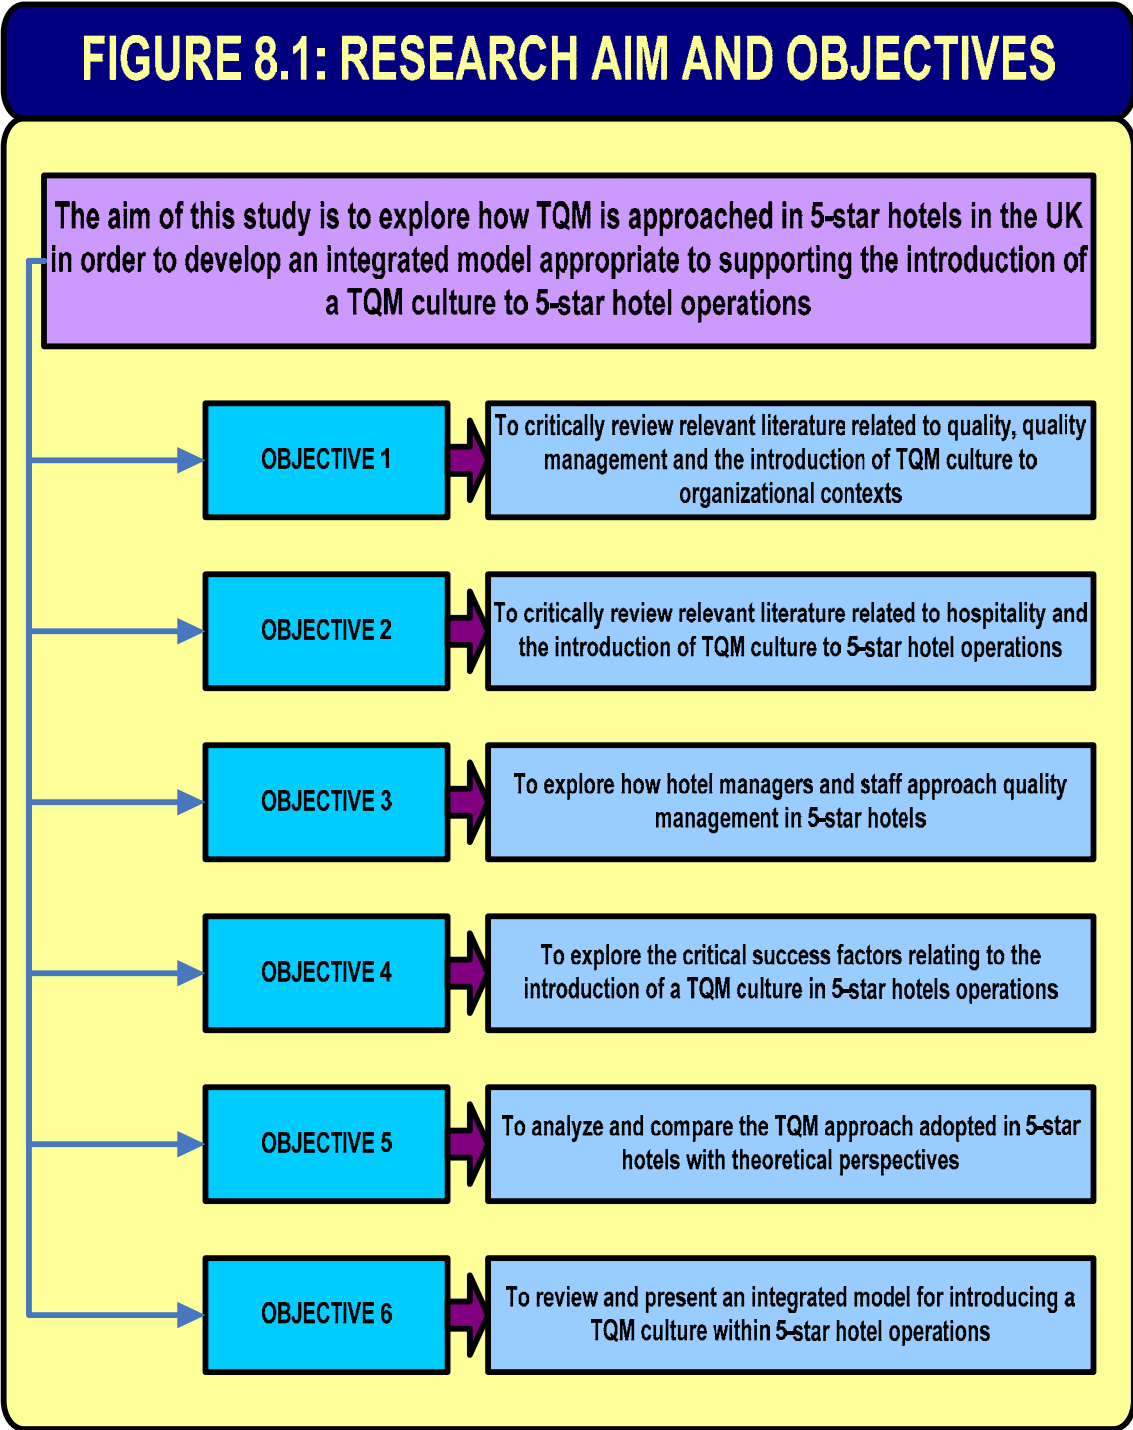 FIGURE 8.1: RESEARCH AIM AND OBJECTIVES
The aim of this study is to explore how TQM is approached in 5-star hotels in the UK
in order to develop an integrated model appropriate to supporting the introduction of
a TQM culture to 5-star hotel operations
OBJECTIVE 1
To critically review relevant literature related to quality, quality
management and the introduction of TQM culture to
organizational contexts
OBJECTIVE 2
To critically review relevant literature related to hospitality and
the introduction of TQM culture to 5-star hotel operations
OBJECTIVE 3
To explore how hotel managers and staff approach quality
management in 5-star hotels
OBJECTIVE 4
To explore the critical success factors relating to the
introduction of a TQM culture in 5-star hotels operations
OBJECTIVE 5
To analyze and compare the TQM approach adopted in 5-star
hotels with theoretical perspectives
OBJECTIVE 6
To review and present an integrated model for introducing a
TQM culture within 5-star hotel operations